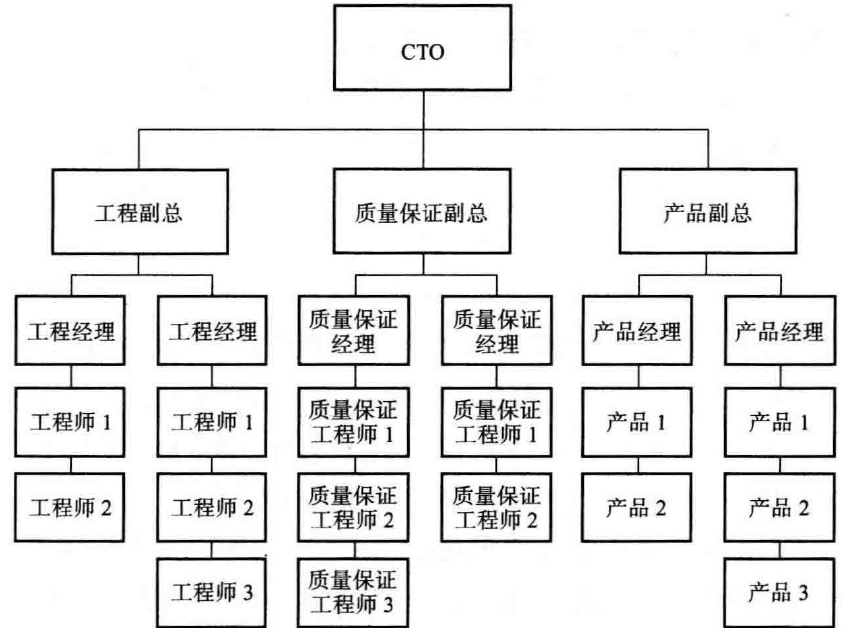 CTO
工程副总
质量保证副总
产品副总
工程经理
工程经理
质量保证
经理
质量保证
经理
产品经理
产品经理
工程师 1
工程师 1
质量保证
工程师 1
质量保证
工程师 1
产品 1
产品 1
工程师 2
工程师 2
质量保证
工程师 2
质量保证
工程师 2
产品 2
产品 2
工程师 3
质量保证
工程师 3
产品 3